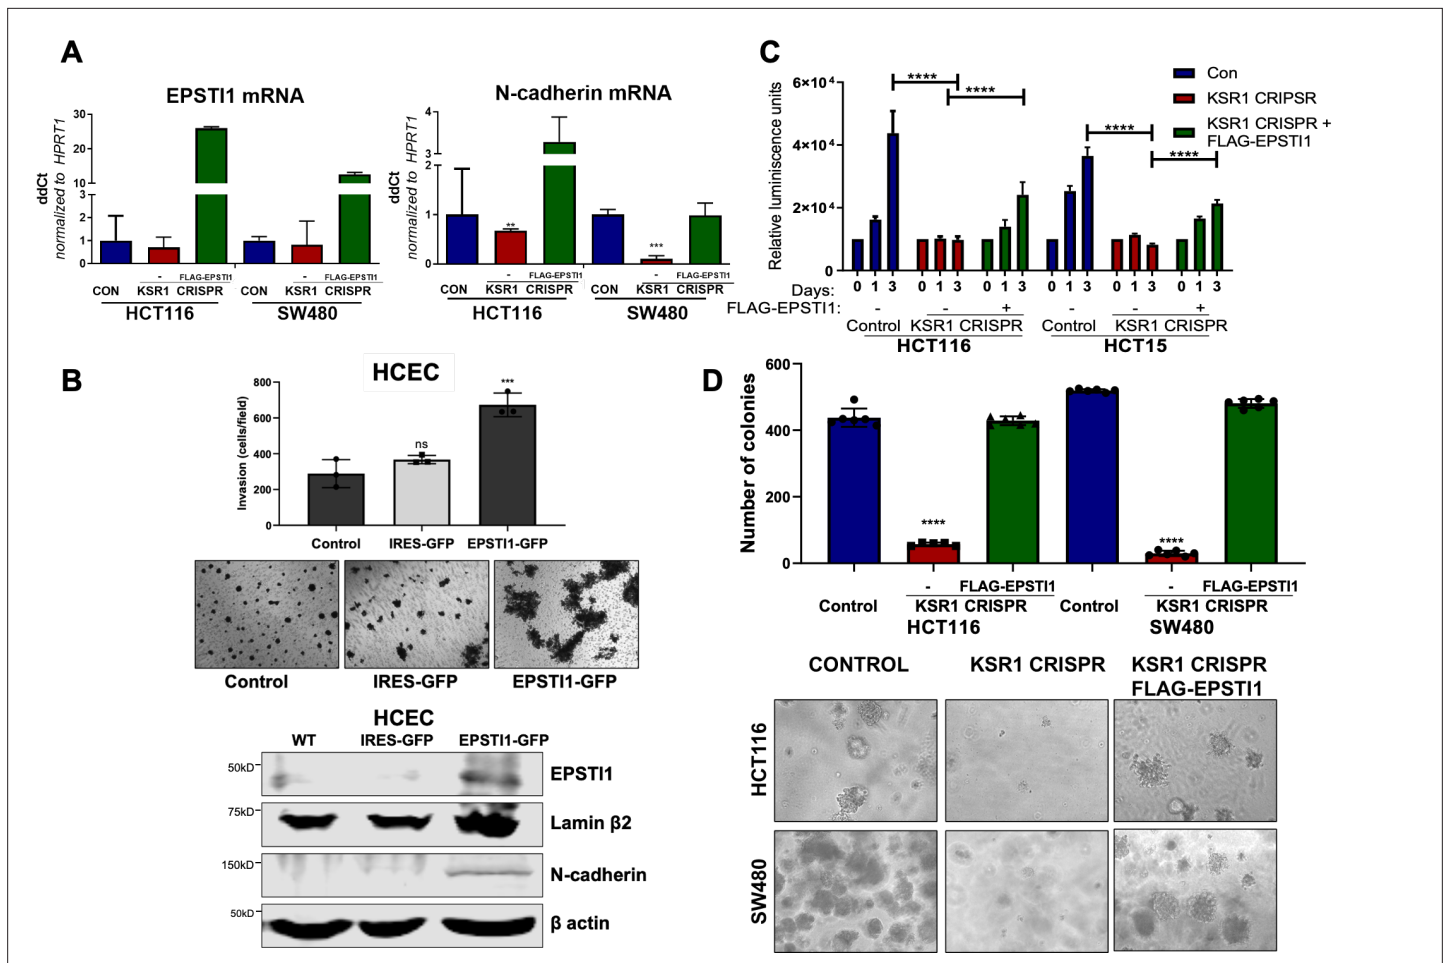 A
EPSTI1 mRNA
ddCt
normalized to HPRT1
30
20
10
3
2
1
0
- FLAG-EPSTI1
CON KSR1 CRISPR CON KSR1 CRISPR
- FLAG-EPSTI1
HCT116 SW480
N-cadherin mRNA
ddCt
normalized to HPRT1
4
3
2
1
0
**
***
- FLAG-EPSTI1 - FLAG-EPSTI1
CON KSR1 CRISPR CON KSR1 CRISPR
HCT116 SW480
C
Relative luminiscence units
6×10⁴
4×10⁴
2×10⁴
0
****
****
****
****
Con
KSR1 CRIPSR
KSR1 CRISPR +
FLAG-EPSTI1
Days: 0 1 3 0 1 3 0 1 3 0 1 3 0 1 3 0 1 3
FLAG-EPSTI1: - - + - - +
Control KSR1 CRISPR Control KSR1 CRISPR
HCT116 HCT15
B
HCEC
Invasion (cells/field)
800
600
400
200
0
ns
***
Control IRES-GFP EPSTI1-GFP
Control IRES-GFP EPSTI1-GFP
HCEC
WT IRES-GFP EPSTI1-GFP
50kD EPSTI1
75kD Lamin β2
150kD N-cadherin
50kD β actin
D
Number of colonies
600
400
200
0
****
****
- FLAG-EPSTI1 - FLAG-EPSTI1
Control KSR1 CRISPR Control KSR1 CRISPR
HCT116 SW480
CONTROL KSR1 CRISPR KSR1 CRISPR
FLAG-EPSTI1
HCT116
SW480